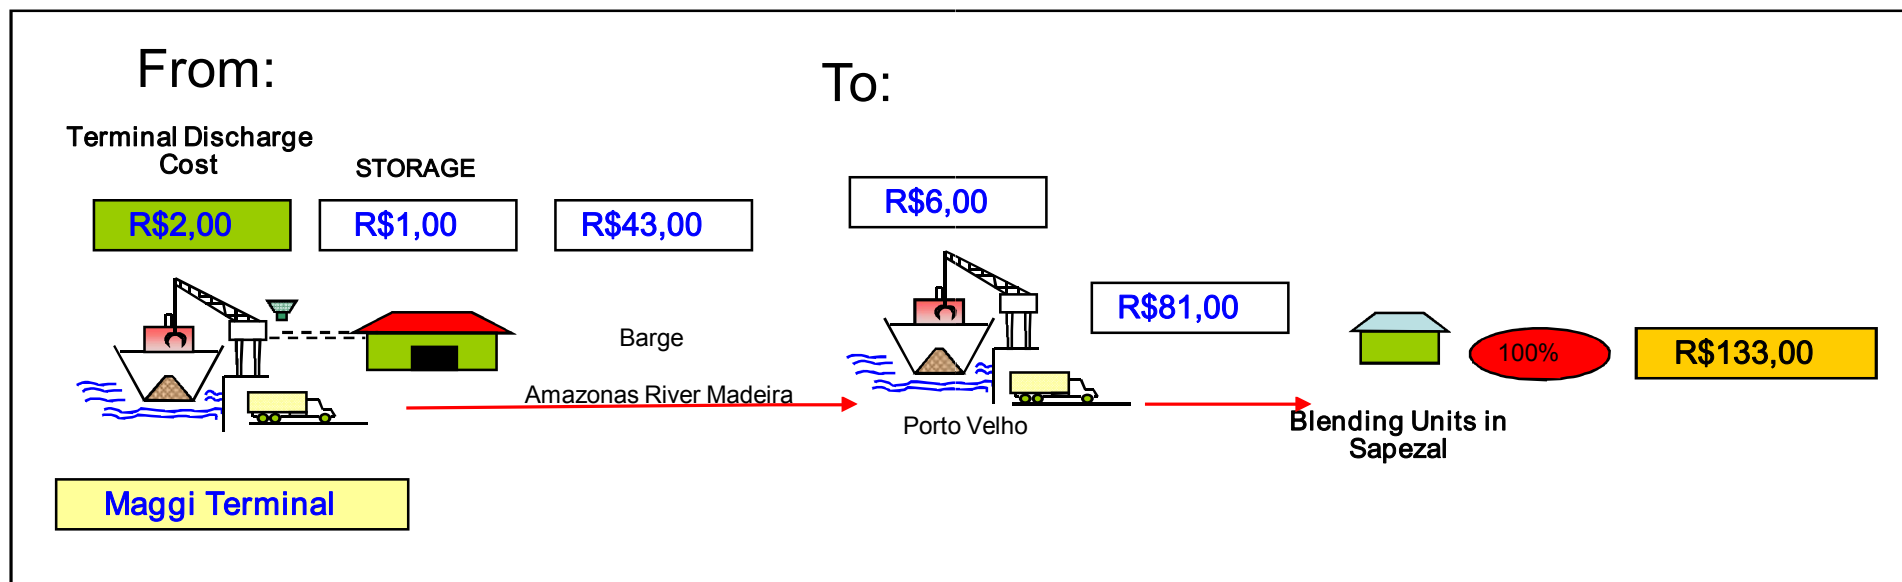 From:
To:
Terminal Discharge
Cost
STORAGE
R$2,00
R$1,00
R$43,00
R$6,00
R$81,00
Barge
100%
R$133,00
Amazonas River Madeira
Porto Velho
Blending Units in
Sapezal
Maggi Terminal